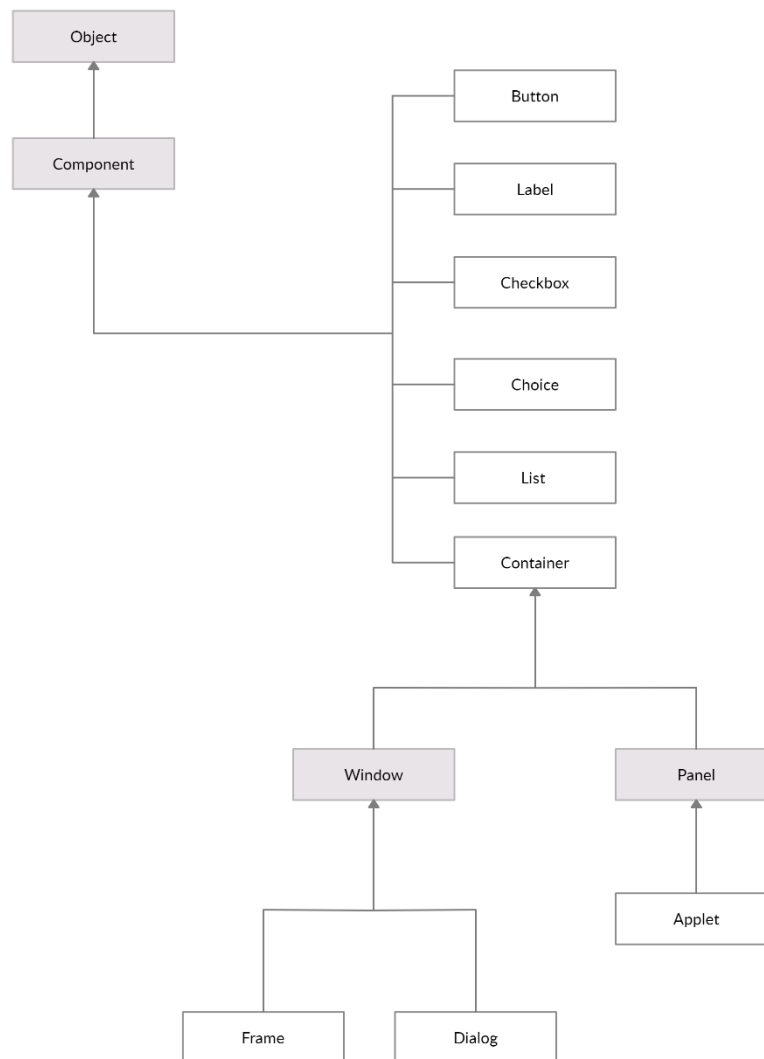 Object
Button
Component
Label
Checkbox
Choice
List
Container
Window
Panel
Applet
Frame
Dialog